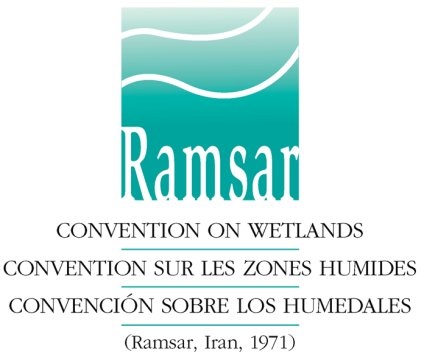 Ramsar
CONVENTION ON WETLANDS
CONVENTION SUR LES ZONES HUMIDES
CONVENCIÓN SOBRE LOS HUMEDALES
(Ramsar, Iran, 1971)